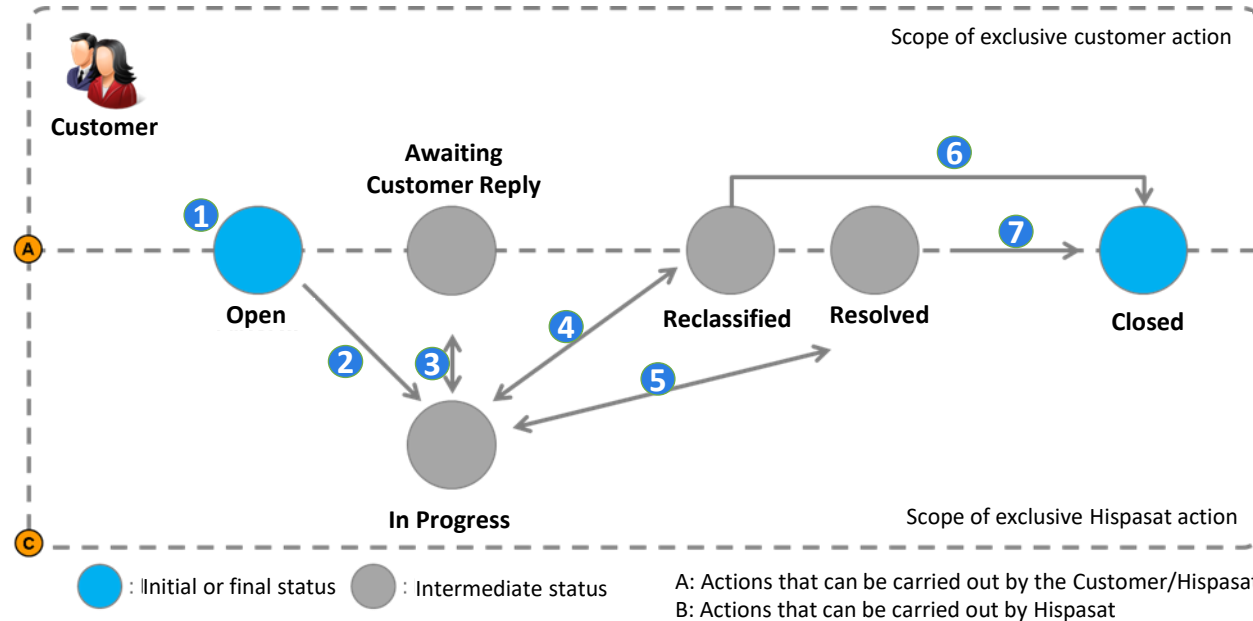 Scope of exclusive customer action
Customer
Awaiting
Customer Reply
6
1
A
7
Open
Reclassified
Resolved
Closed
4
2
3
5
In Progress
Scope of exclusive Hispasat action
C
: Initial or final status
: Intermediate status
A: Actions that can be carried out by the Customer/Hispasat
B: Actions that can be carried out by Hispasat